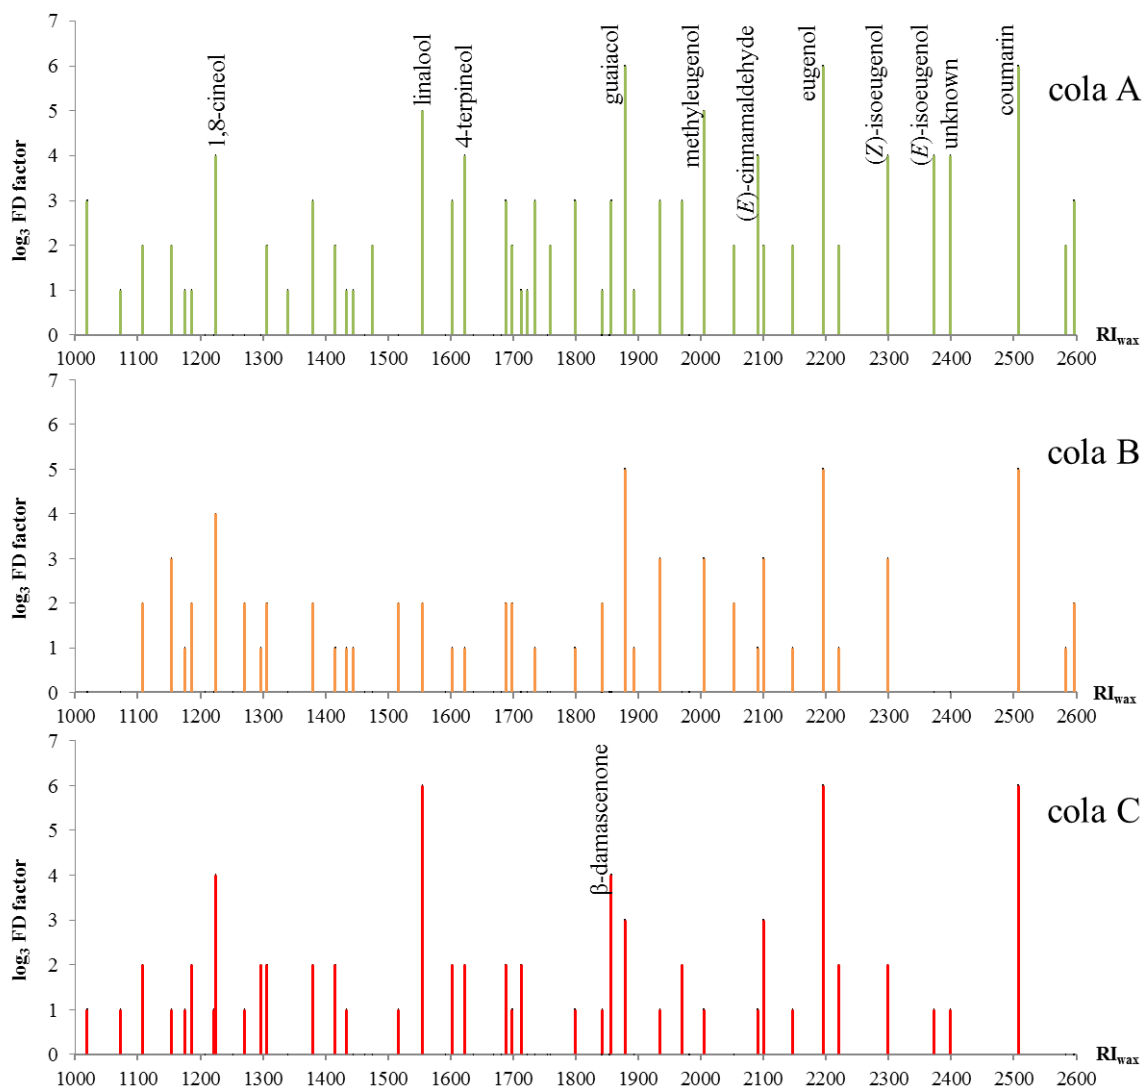 7
6
5
4
3
2
1
0
log₃ FD factor
1,8-cineol
linalool
4-terpineol
guaiacol
methyleugenol
(E)-cinnamaldehyde
eugenol
(Z)-isoeugenol
(E)-isoeugenol
unknown
coumarin
cola A
1000 1100 1200 1300 1400 1500 1600 1700 1800 1900 2000 2100 2200 2300 2400 2500 2600
RIwax
7
6
5
4
3
2
1
0
log₃ FD factor
cola B
1000 1100 1200 1300 1400 1500 1600 1700 1800 1900 2000 2100 2200 2300 2400 2500 2600
RIwax
7
6
5
4
3
2
1
0
log₃ FD factor
β-damascenone
cola C
1000 1100 1200 1300 1400 1500 1600 1700 1800 1900 2000 2100 2200 2300 2400 2500 2600
RIwax